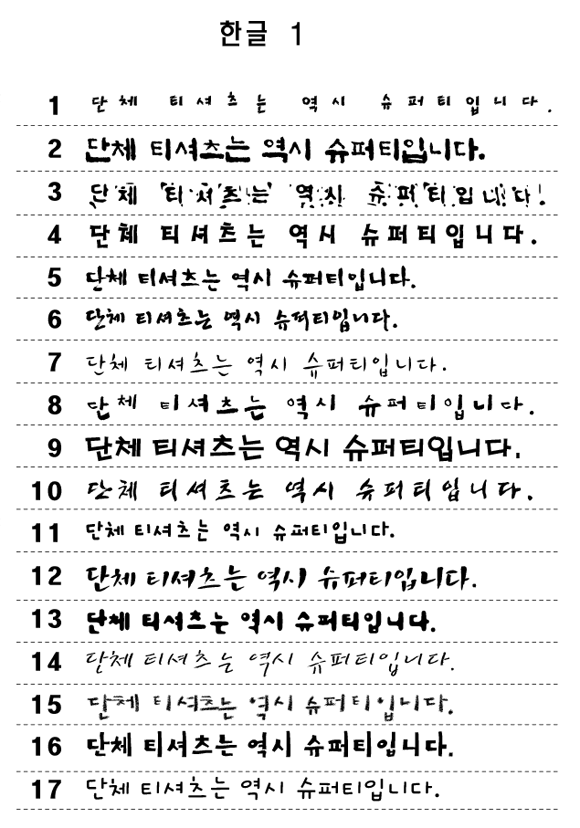 한글 1
1 단체 티셔츠는 역시 슈퍼티입니다.
2 단체 티셔츠는 역시 슈퍼티입니다.
3 단체 티셔츠는 역시 슈퍼티입니다.
4 단체 티셔츠는 역시 슈퍼티입니다.
5 단체 티셔츠는 역시 슈퍼티입니다.
6 단체 티셔츠는 역시 슈퍼티입니다.
7 단체 티셔츠는 역시 슈퍼티입니다.
8 단체 티셔츠는 역시 슈퍼티입니다.
9 단체 티셔츠는 역시 슈퍼티입니다.
10 단체 티셔츠는 역시 슈퍼티입니다.
11 단체 티셔츠는 역시 슈퍼티입니다.
12 단체 티셔츠는 역시 슈퍼티입니다.
13 단체 티셔츠는 역시 슈퍼티입니다.
14 단체 티셔츠는 역시 슈퍼티입니다.
15 단체 티셔츠는 역시 슈퍼티입니다.
16 단체 티셔츠는 역시 슈퍼티입니다.
17 단체 티셔츠는 역시 슈퍼티입니다.